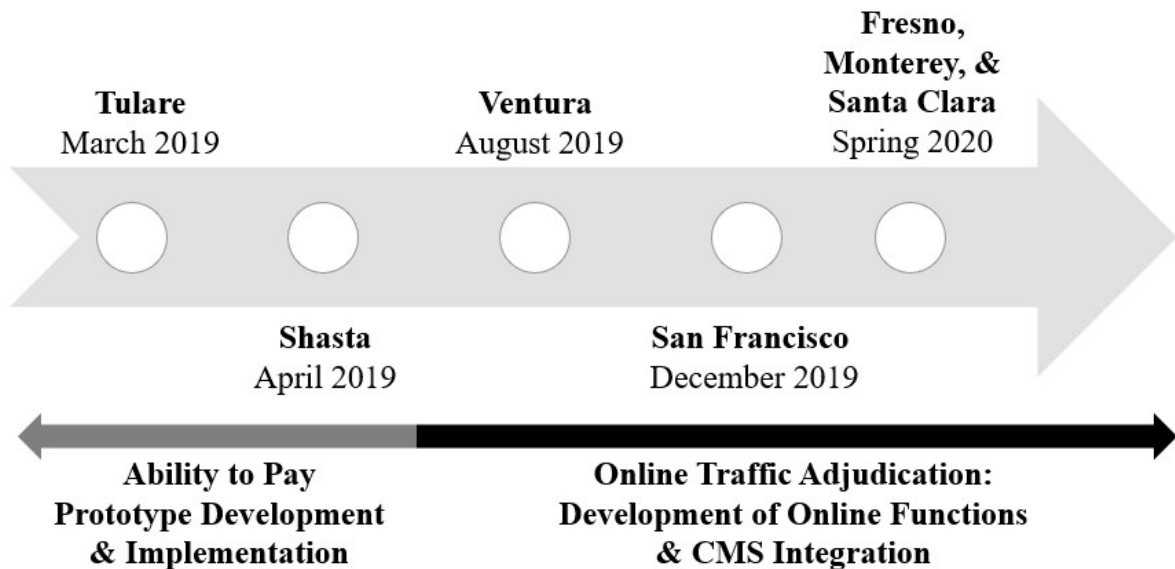 Tulare
March 2019
Shasta
April 2019
Ventura
August 2019
San Francisco
December 2019
Fresno,
Monterey, &
Santa Clara
Spring 2020
Ability to Pay
Prototype Development
& Implementation
Online Traffic Adjudication:
Development of Online Functions
& CMS Integration